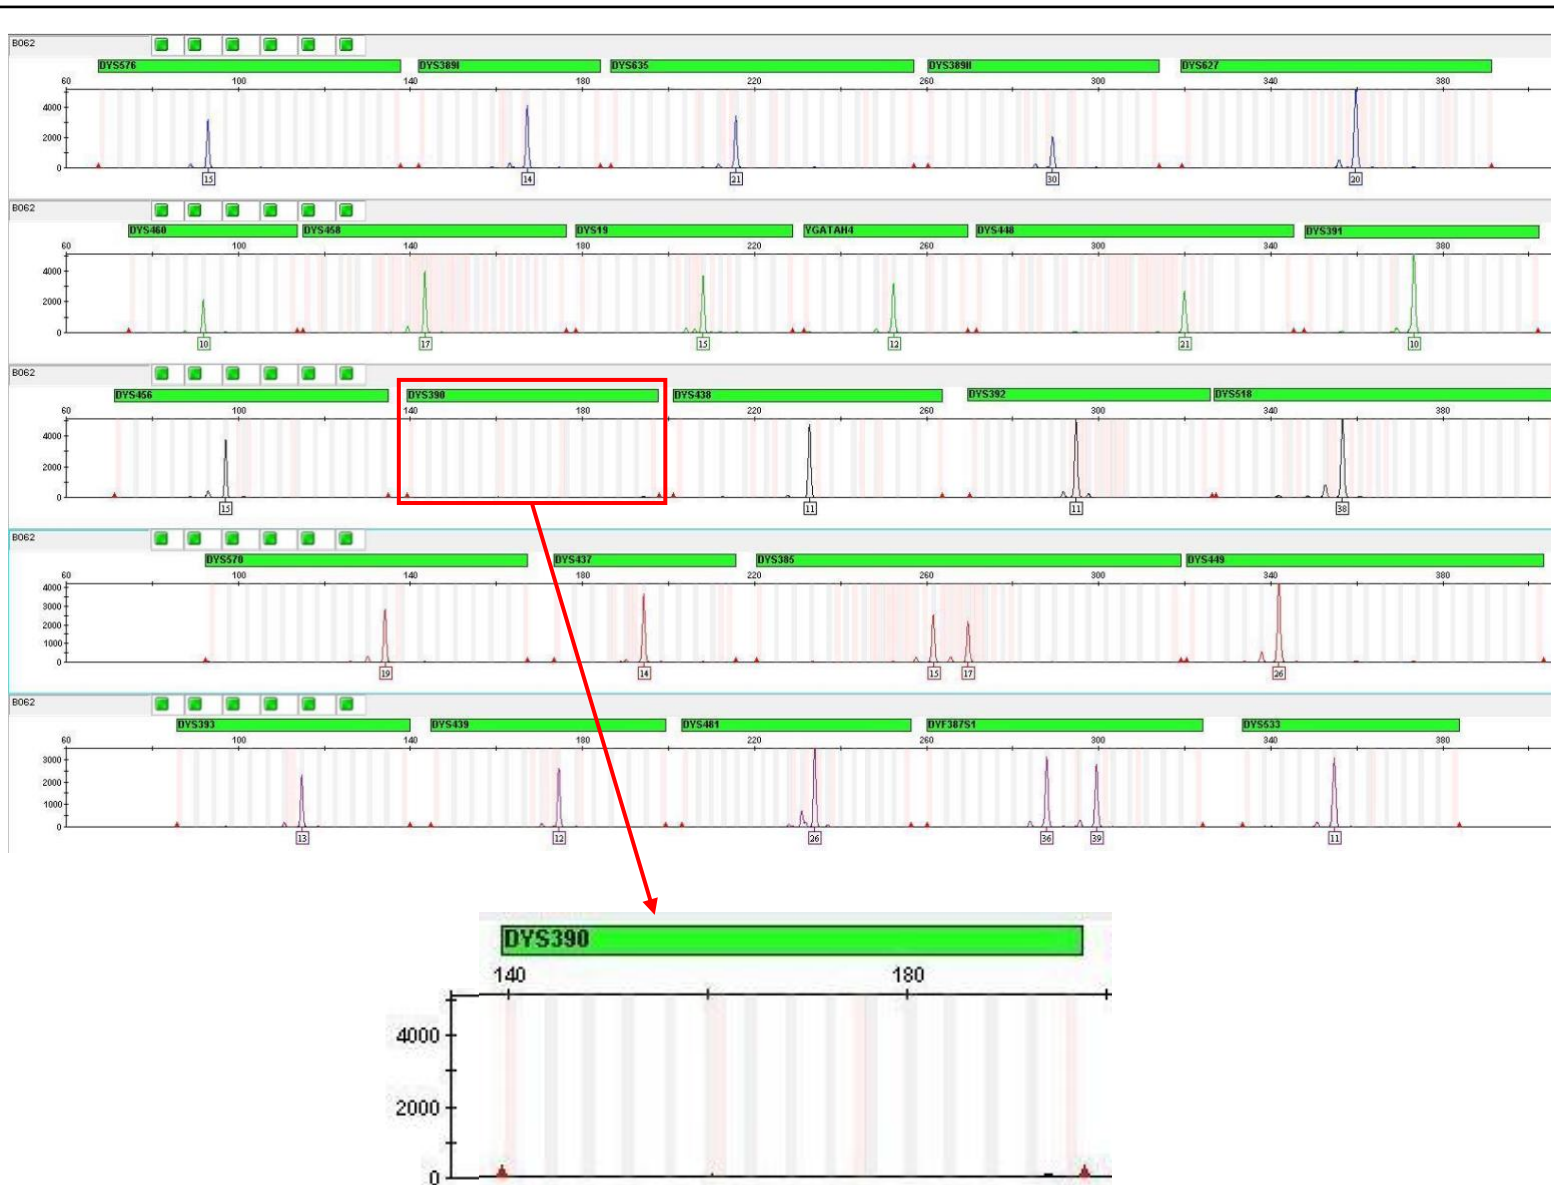 B062
DYS576 DYS389I DYS635 DYS389II DYS627
60 100 140 180 220 260 300 340 380
4000
2000
0
15 14 21 30 20
B062
DYS460 DYS458 DYS19 YGATAH4 DYS448 DYS391
60 100 140 180 220 260 300 340 380
4000
2000
0
10 17 15 12 21 10
B062
DYS456 DYS390 DYS438 DYS392 DYS518
60 100 140 180 220 260 300 340 380
4000
2000
0
15 11 11 38
B062
DYS570 DYS437 DYS385 DYS449
60 100 140 180 220 260 300 340 380
4000
3000
2000
1000
0
19 14 15 17 26
B062
DYS393 DYS439 DYS481 DYF387S1 DYS533
60 100 140 180 220 260 300 340 380
3000
2000
1000
0
13 12 26 36 39 11
DYS390
140 180
4000
2000
0